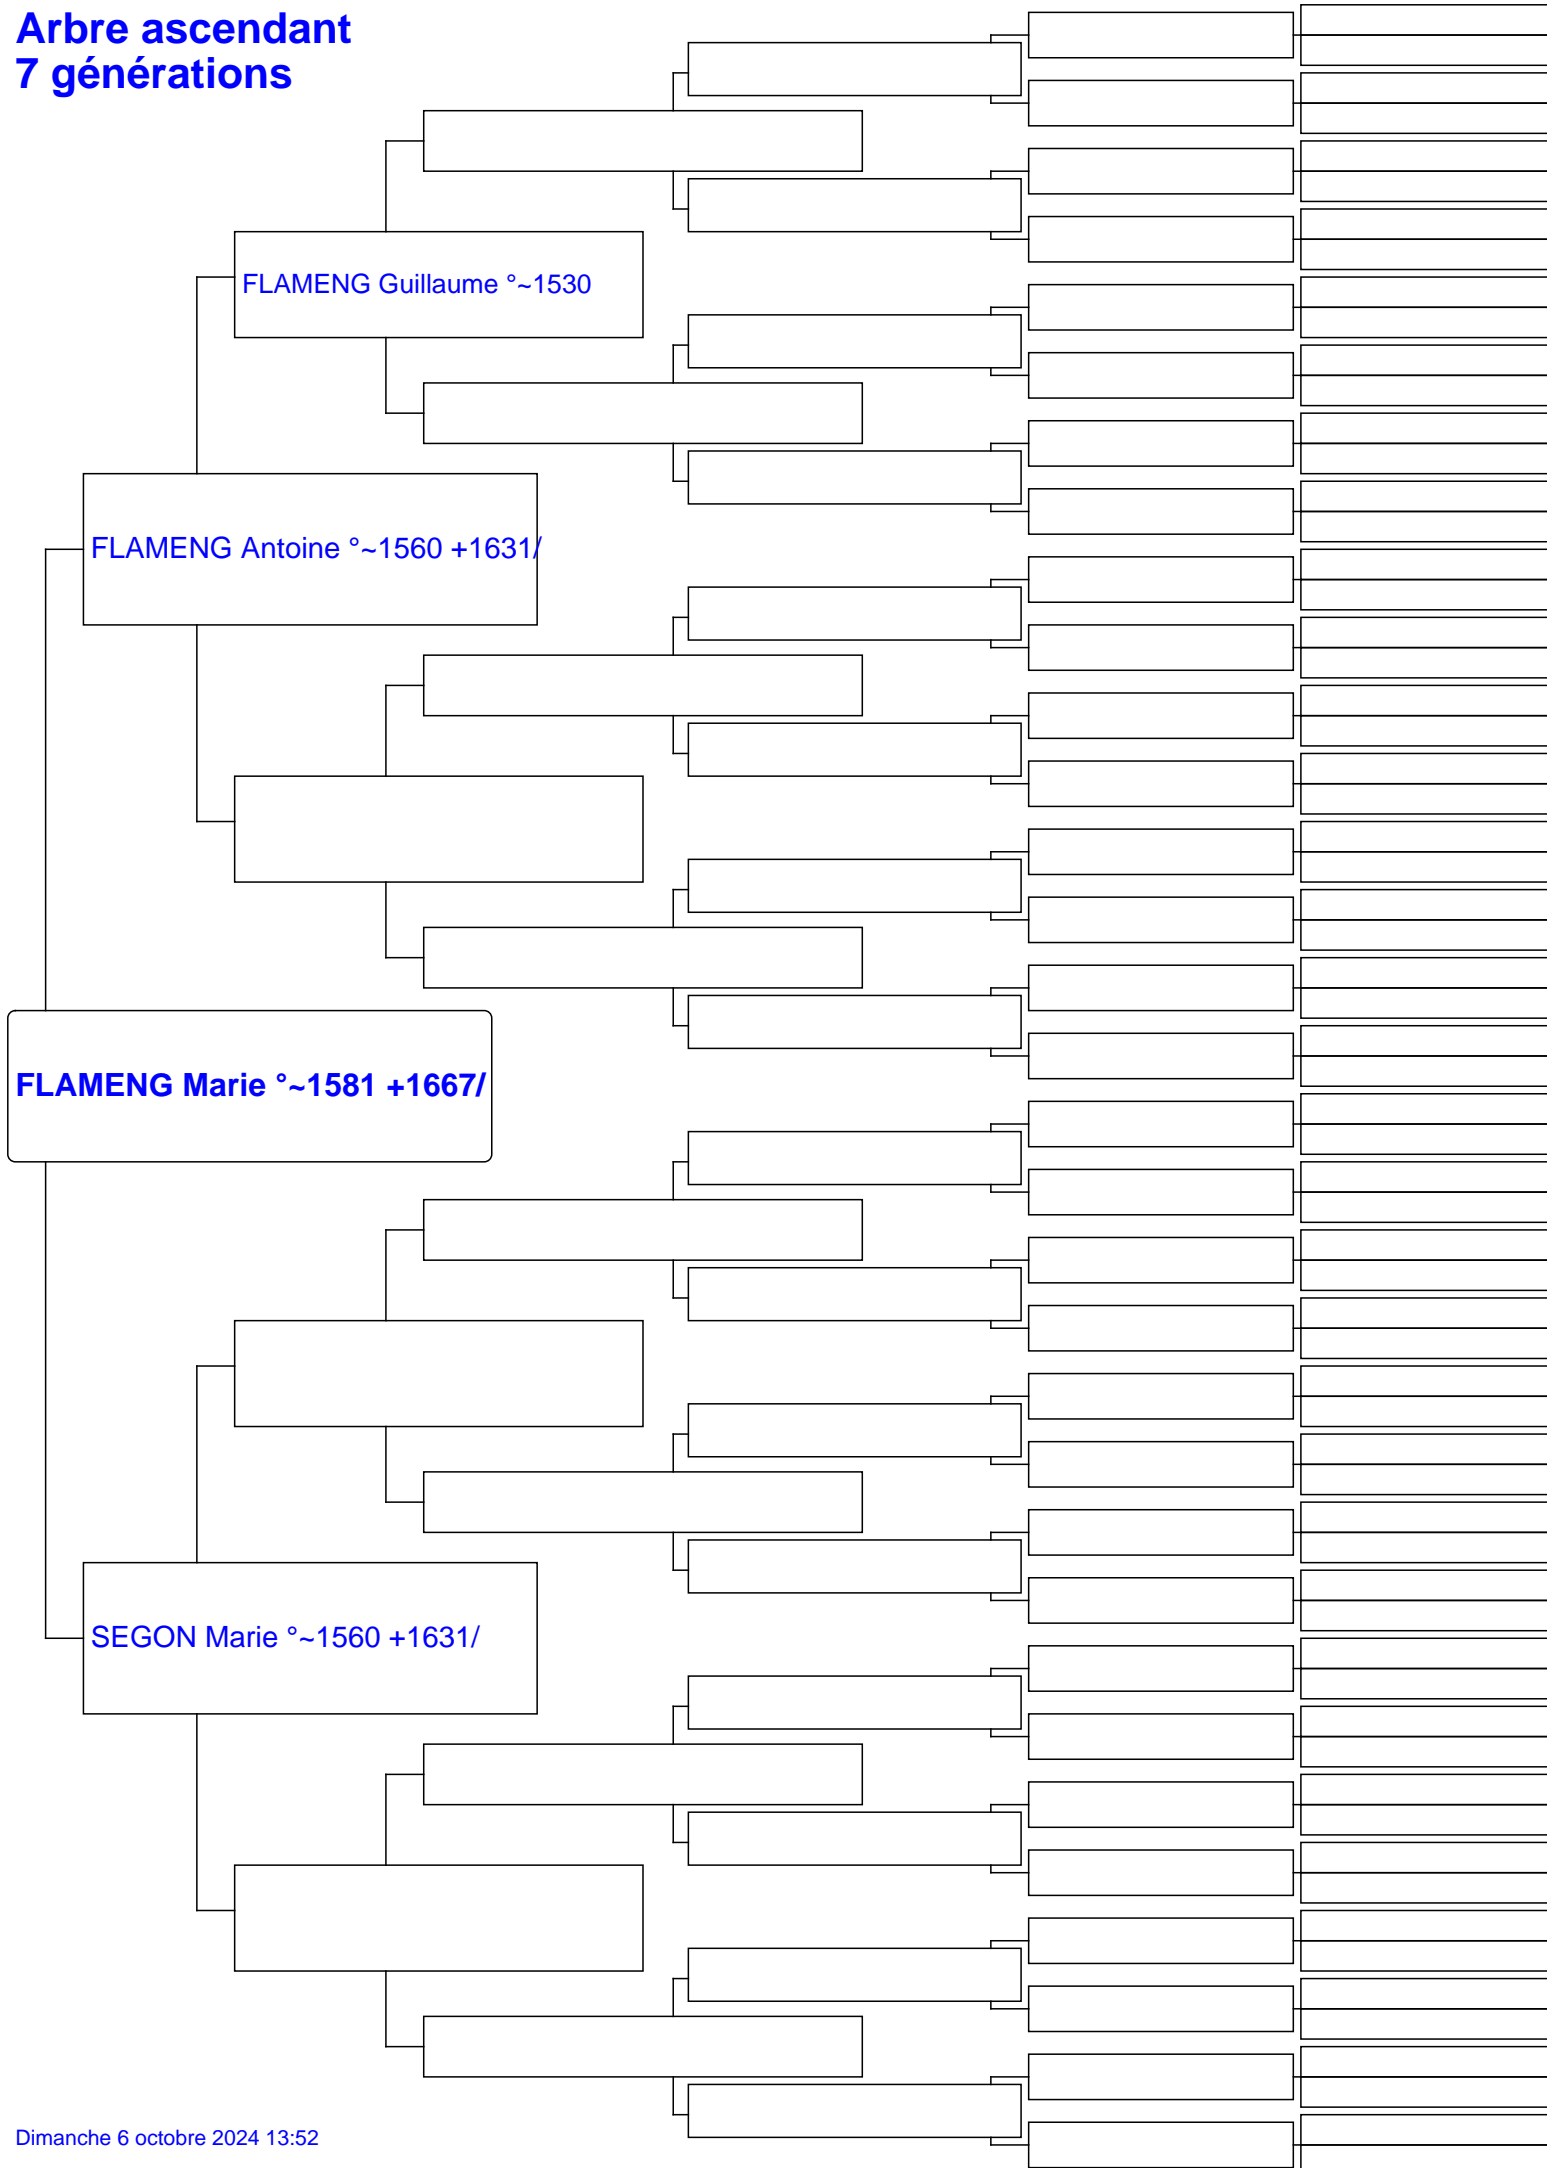 Arbre ascendant
7 générations
FLAMENG Guillaume °~1530
FLAMENG Antoine °~1560 +1631/
FLAMENG Marie °~1581 +1667/
SEGON Marie °~1560 +1631/
Dimanche 6 octobre 2024 13:52